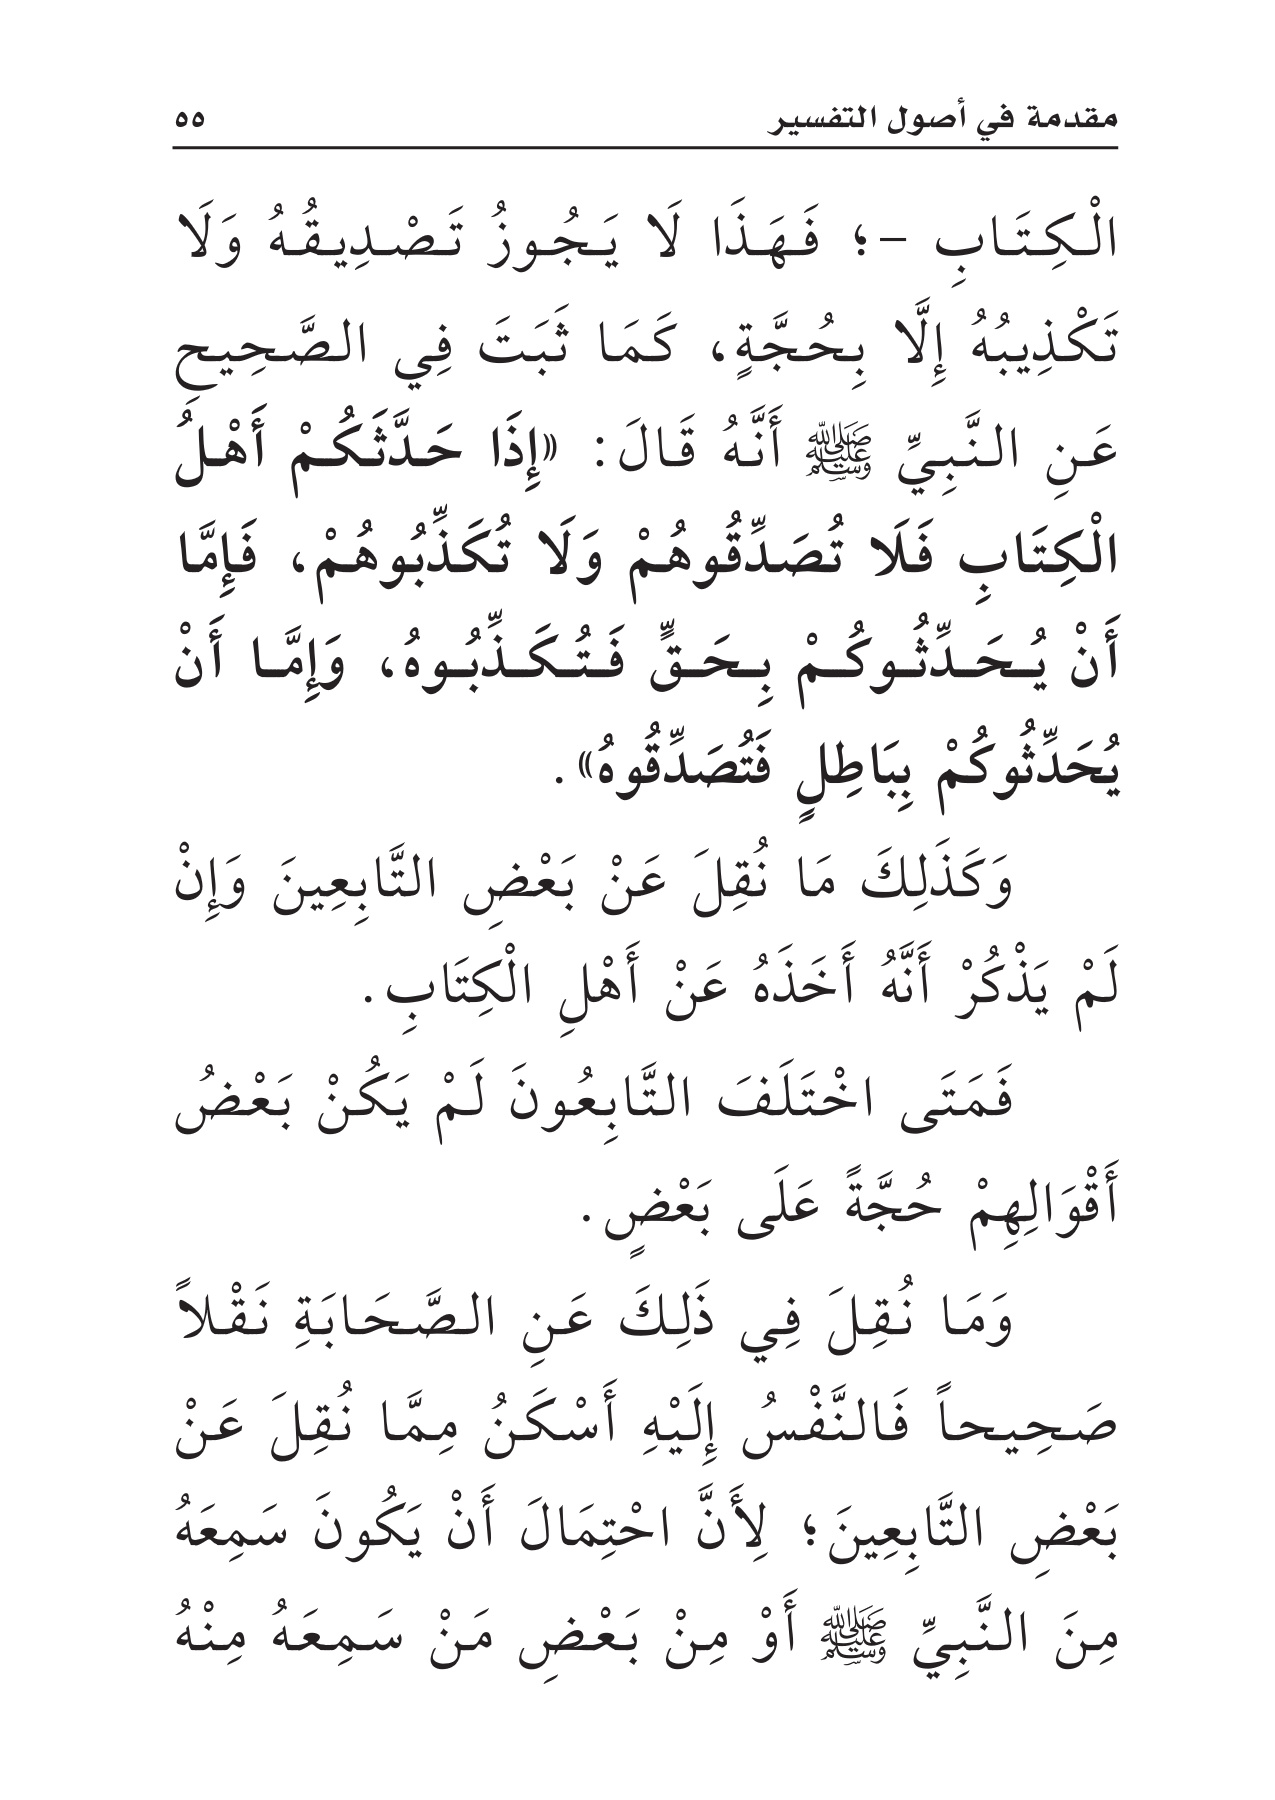 مقدمة في أصول التفسير ٥٥
الْكِتَابِ -؛ فَهَذَا لَا يَجُوزُ تَصْدِيقُهُ وَلَا
تَكْذِيبُهُ إِلَّا بِحُجَّةٍ، كَمَا ثَبَتَ فِي الصَّحِيحِ
عَنِ النَّبِيِّ ﷺ أَنَّهُ قَالَ: «إِذَا حَدَّثَكُمْ أَهْلُ
الْكِتَابِ فَلَا تُصَدِّقُوهُمْ وَلَا تُكَذِّبُوهُمْ، فَإِمَّا
أَنْ يُحَدِّثُوكُمْ بِحَقٍّ فَتُكَذِّبُوهُ، وَإِمَّا أَنْ
يُحَدِّثُوكُمْ بِبَاطِلٍ فَتُصَدِّقُوهُ».
وَكَذَلِكَ مَا نُقِلَ عَنْ بَعْضِ التَّابِعِينَ وَإِنْ
لَمْ يَذْكُرْ أَنَّهُ أَخَذَهُ عَنْ أَهْلِ الْكِتَابِ.
فَمَتَى اخْتَلَفَ التَّابِعُونَ لَمْ يَكُنْ بَعْضُ
أَقْوَالِهِمْ حُجَّةً عَلَى بَعْضٍ.
وَمَا نُقِلَ فِي ذَلِكَ عَنِ الصَّحَابَةِ نَقْلاً
صَحِيحاً فَالنَّفْسُ إِلَيْهِ أَسْكَنُ مِمَّا نُقِلَ عَنْ
بَعْضِ التَّابِعِينَ؛ لِأَنَّ احْتِمَالَ أَنْ يَكُونَ سَمِعَهُ
مِنَ النَّبِيِّ ﷺ أَوْ مِنْ بَعْضِ مَنْ سَمِعَهُ مِنْهُ